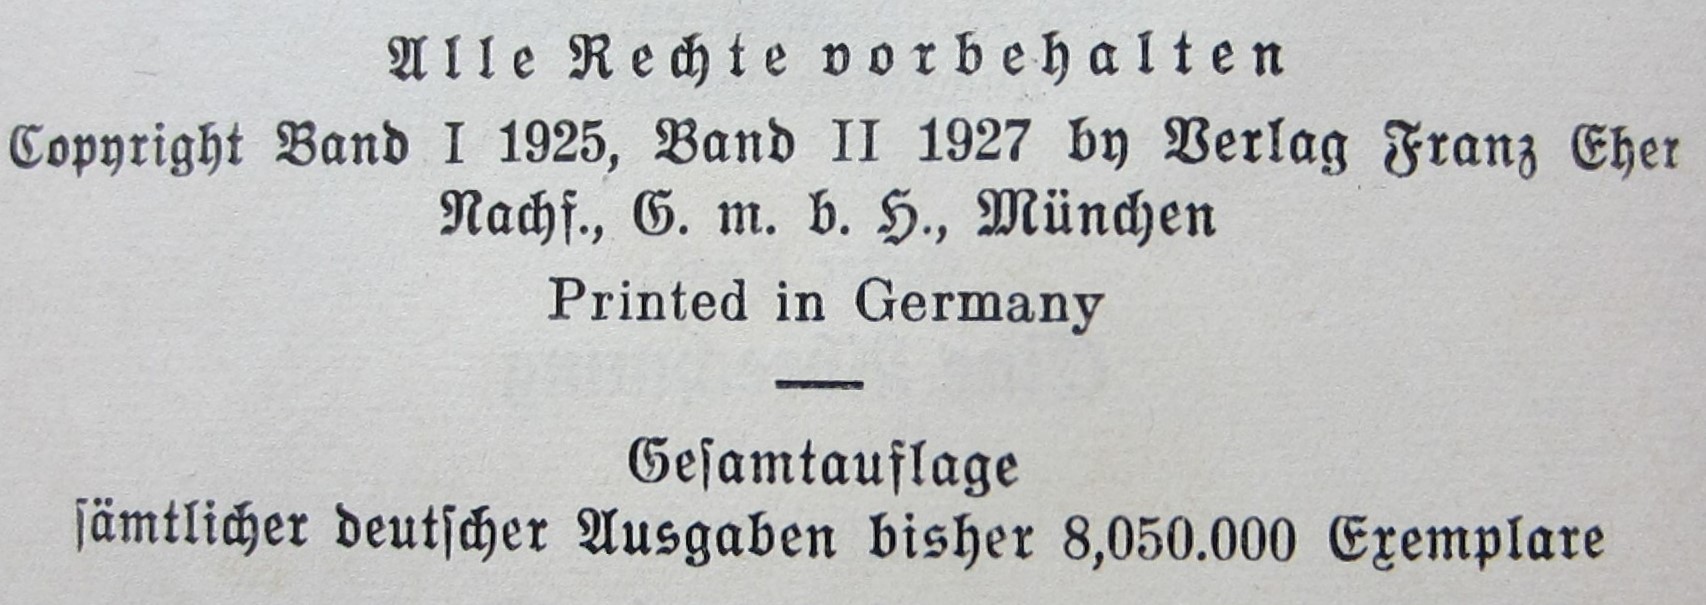 Alle Rechte vorbehalten
Copyright Band I 1925, Band II 1927 by Verlag Franz Eher
Nachf., G. m. b. H., München
Printed in Germany
Geſamtauflage
ſämtlicher deutſcher Ausgaben bisher 8,050.000 Exemplare